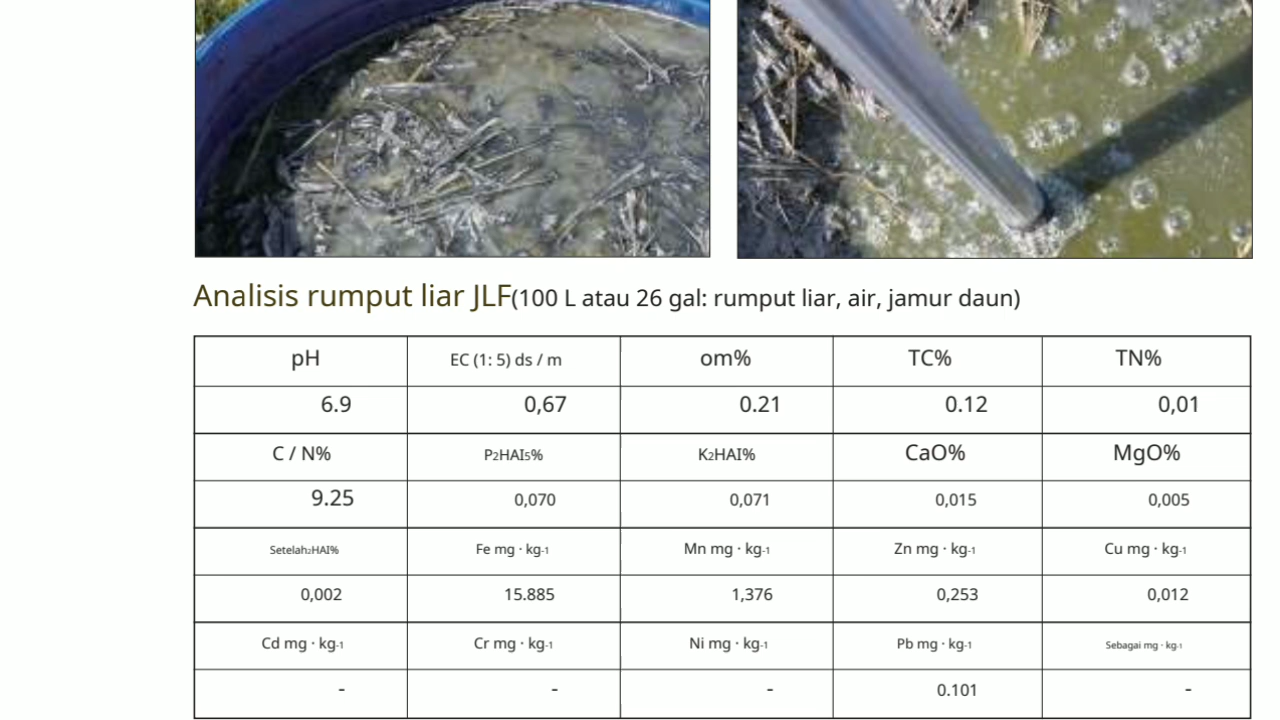 Analisis rumput liar JLF(100 L atau 26 gal: rumput liar, air, jamur daun)
pH EC (1: 5) ds / m om% TC% TN%
6.9 0,67 0.21 0.12 0,01
C / N% P2HAI5% K2HAI% CaO% MgO%
9.25 0,070 0,071 0,015 0,005
Setelah2HAI% Fe mg · kg-1 Mn mg · kg-1 Zn mg · kg-1 Cu mg · kg-1
0,002 15.885 1,376 0,253 0,012
Cd mg · kg-1 Cr mg · kg-1 Ni mg · kg-1 Pb mg · kg-1 Sebagai mg · kg-1
- - - 0.101 -